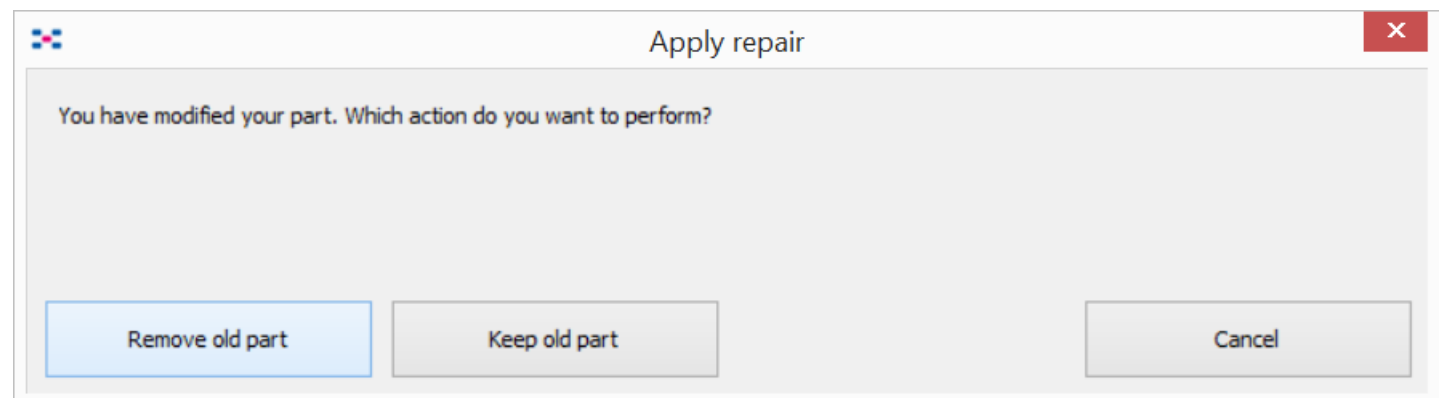 Apply repair
You have modified your part. Which action do you want to perform?
Remove old part
Keep old part
Cancel